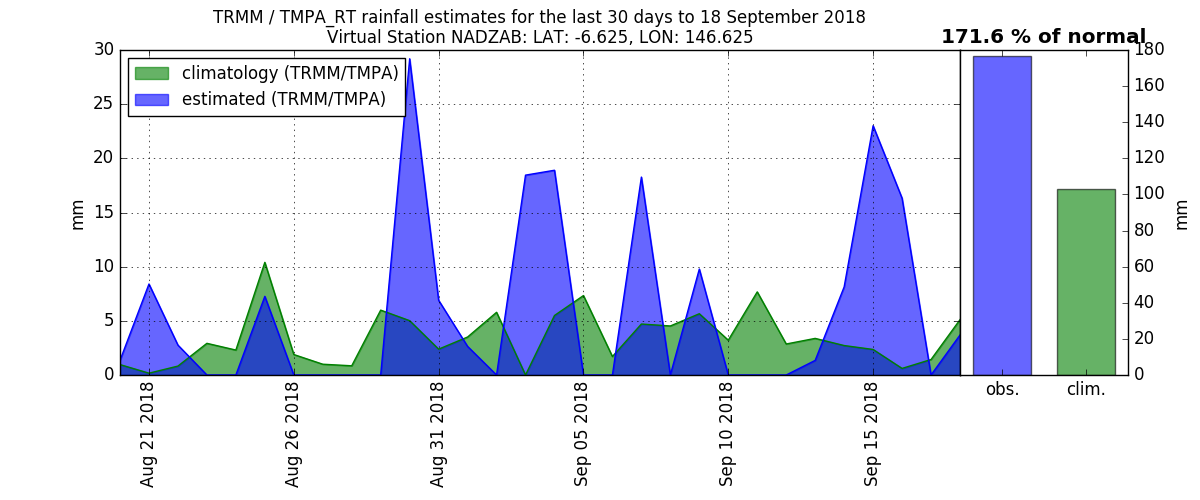 TRMM / TMPA_RT rainfall estimates for the last 30 days to 18 September 2018
Virtual Station NADZAB: LAT: -6.625, LON: 146.625
171.6 % of normal
climatology (TRMM/TMPA)
estimated (TRMM/TMPA)
mm
30
25
20
15
10
5
0
Aug 21 2018
Aug 26 2018
Aug 31 2018
Sep 05 2018
Sep 10 2018
Sep 15 2018
obs.
clim.
180
160
140
120
100
80
60
40
20
0
mm